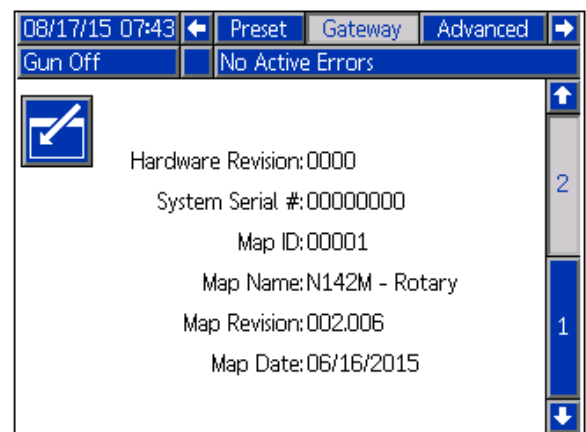 08/17/15 07:43 Preset Gateway Advanced
Gun Off No Active Errors
Hardware Revision: 0000
System Serial #: 00000000
2
Map ID: 00001
Map Name: N142M - Rotary
Map Revision: 002.006
1
Map Date: 06/16/2015